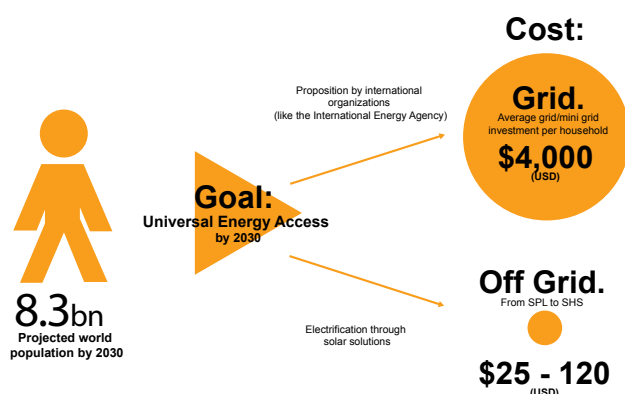 Cost:
Proposition by international
organizations
(like the International Energy Agency)
Grid.
Average grid/mini grid
investment per household
$4,000
(USD)
Goal:
Universal Energy Access
by 2030
8.3bn
Projected world
population by 2030
Electrification through
solar solutions
Off Grid.
From SPL to SHS
$25 - 120
(USD)